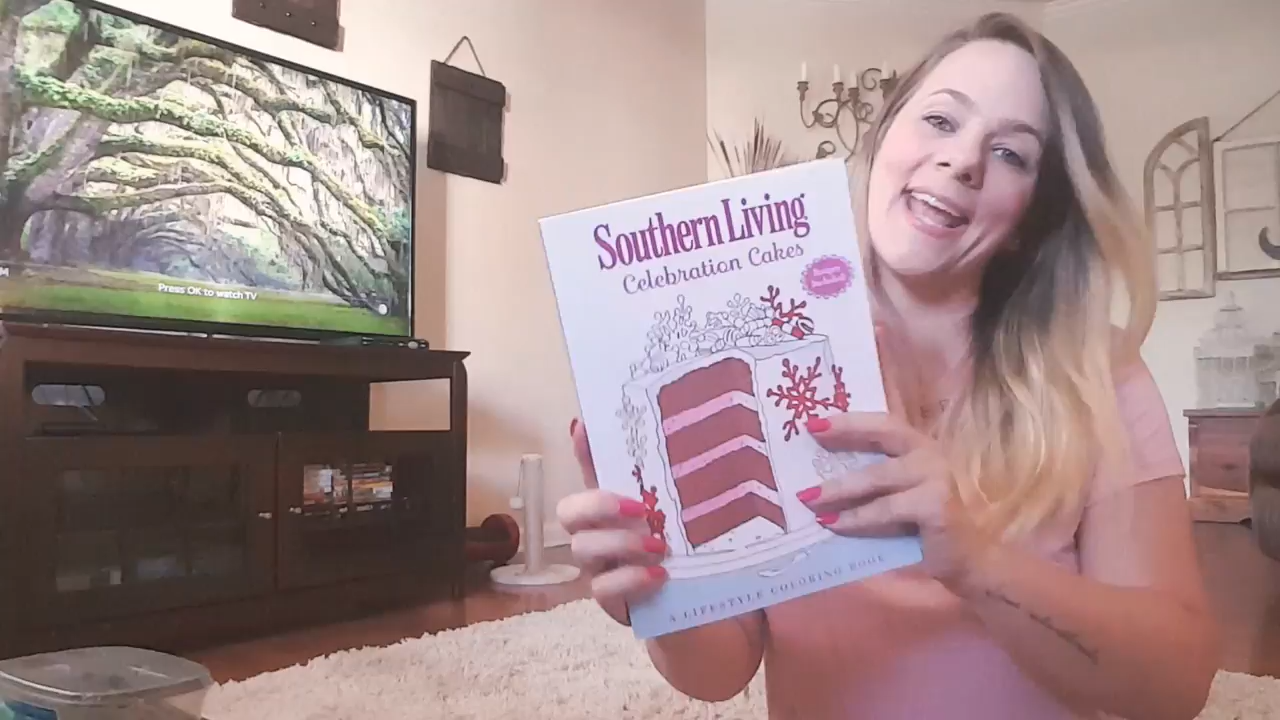 Press OK to watch TV
Southern Living
Celebration Cakes
A LIFESTYLE COLORING BOOK